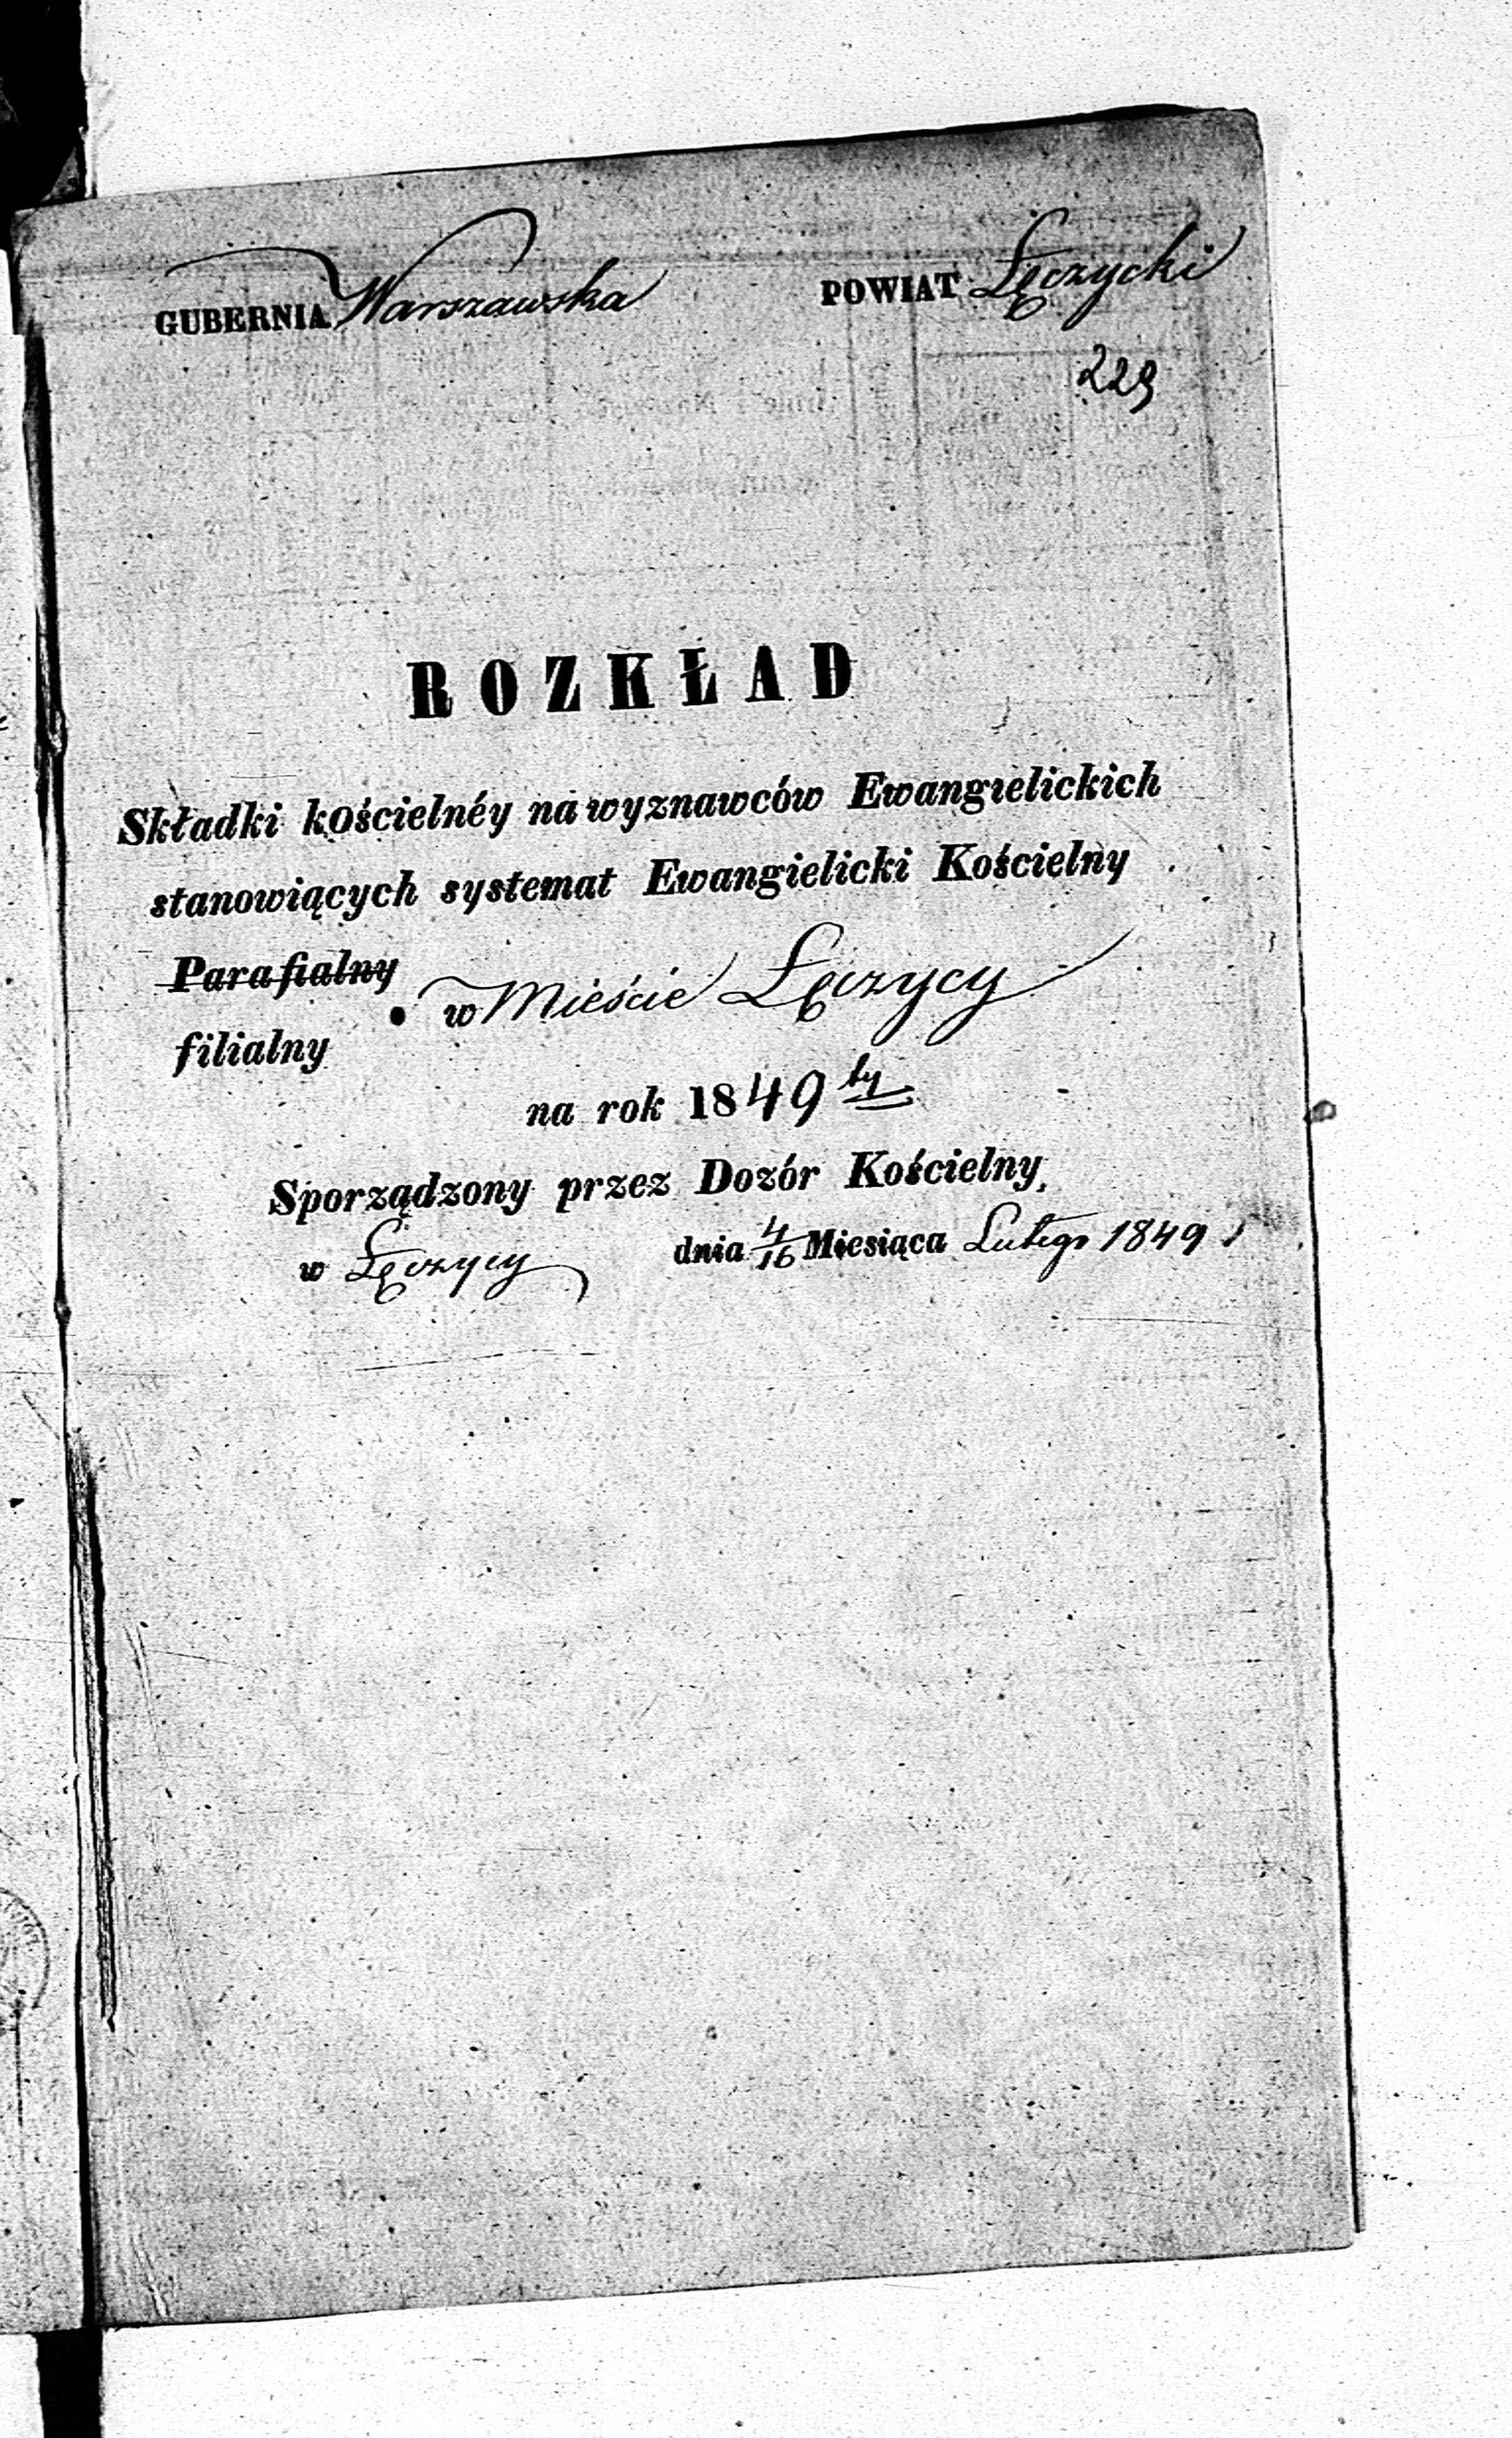 GUBERNIA Warszawska POWIAT Łęczycki
229
ROZKŁAD
Składki kościelnéy na wyznawców Ewangielickich
stanowiących systemat Ewangielicki Kościelny
Parafialny
w Mieście Łęczycy
filialny
na rok 1849 ty
Sporządzony przez Dozór Kościelny
w Łęczycy dnia 4/16 Miesiąca Lutego 1849